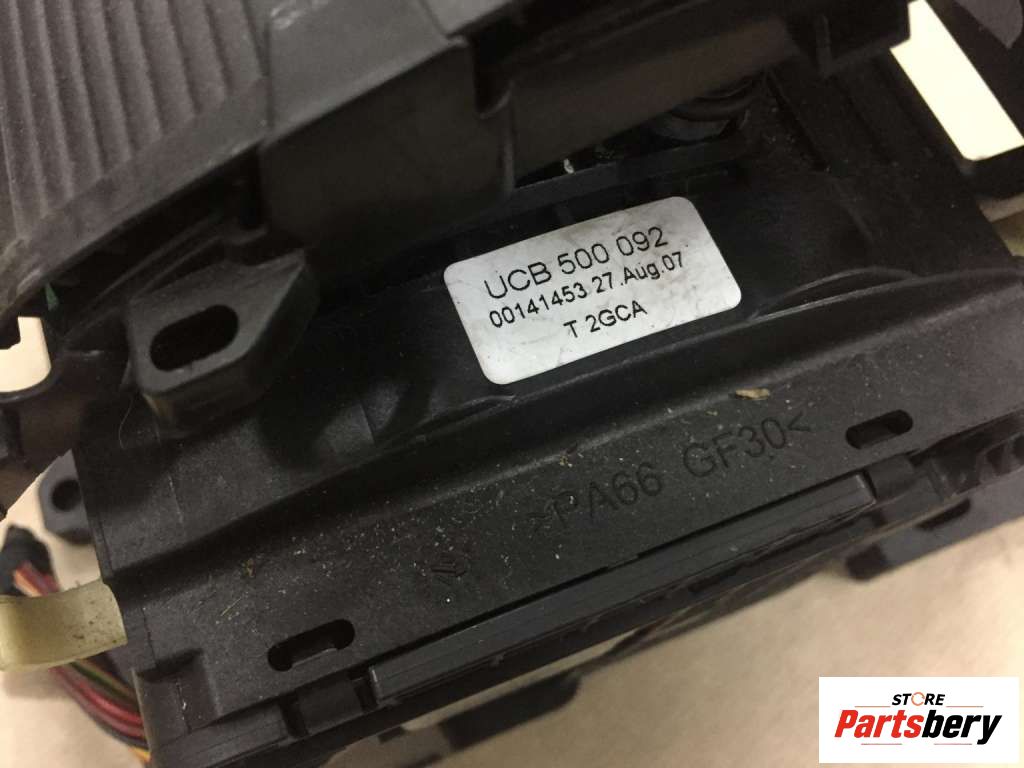 UCB 500 092
00141453 27.Aug.07
T 2GCA
>PA66 GF30<
STORE
Partsbery